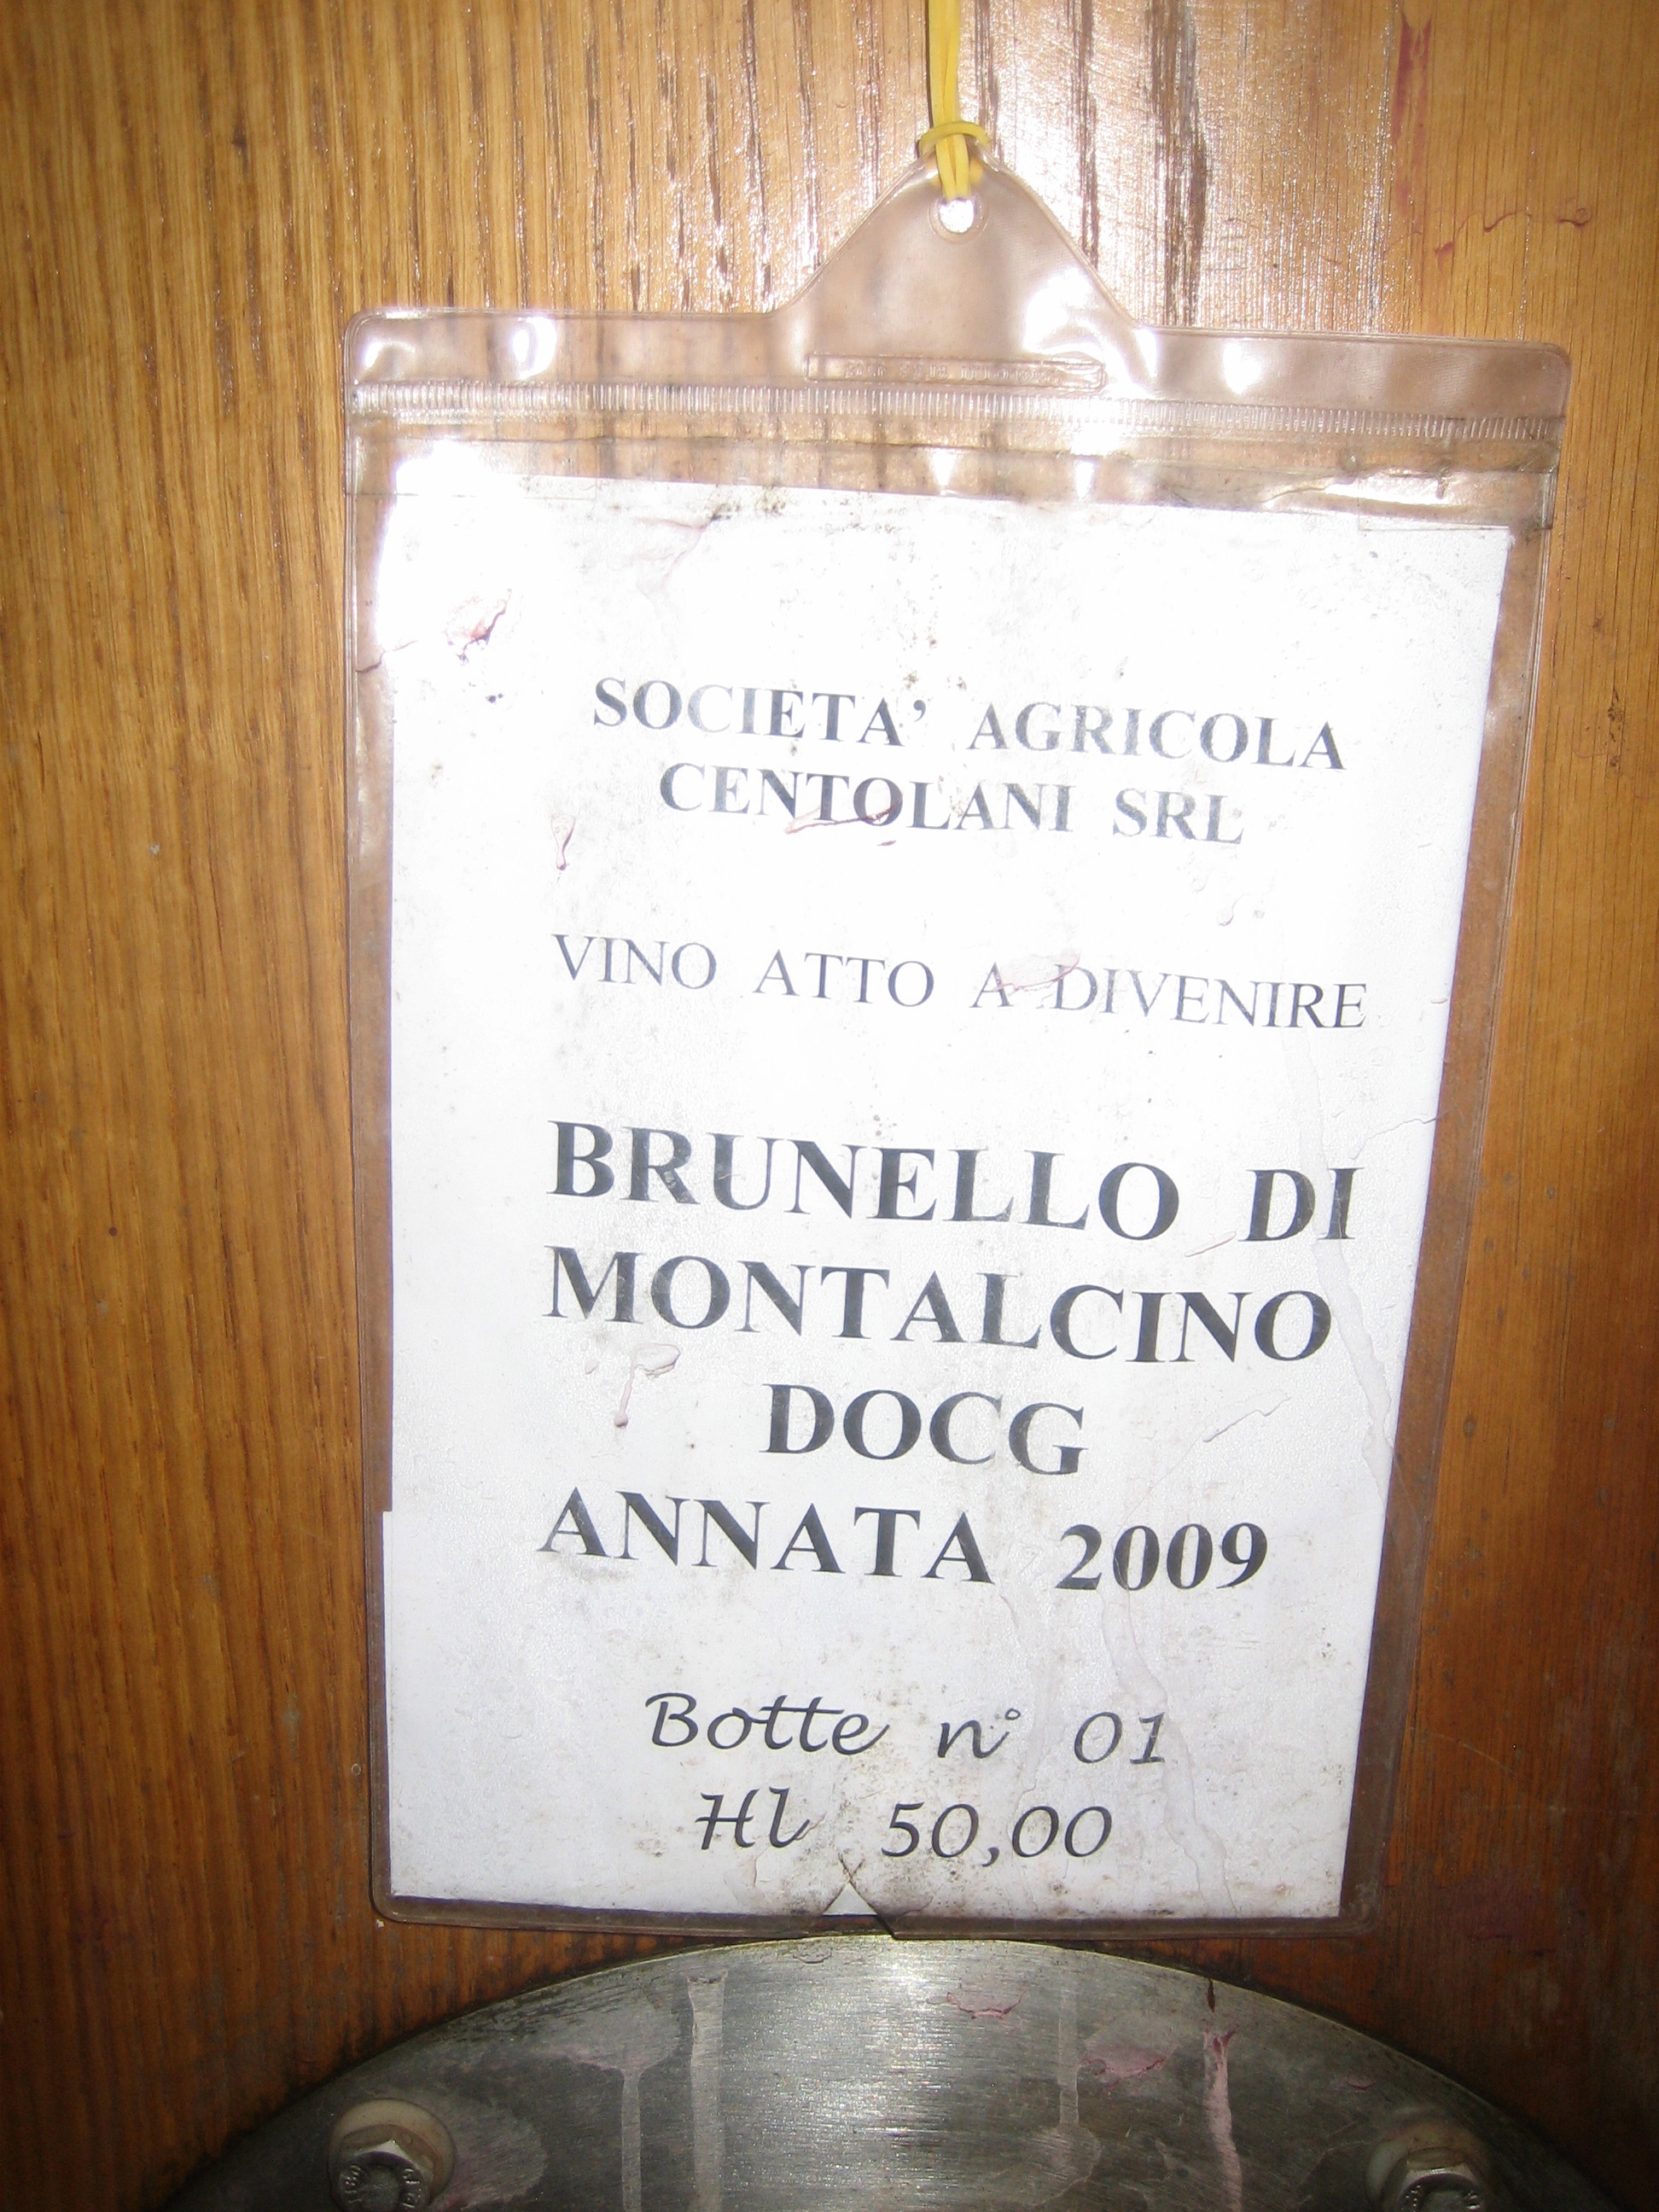 SOCIETA' AGRICOLA
CENTOLANI SRL
VINO ATTO A DIVENIRE
BRUNELLO DI
MONTALCINO
DOCG
ANNATA 2009
Botte n° 01
Hl 50,00